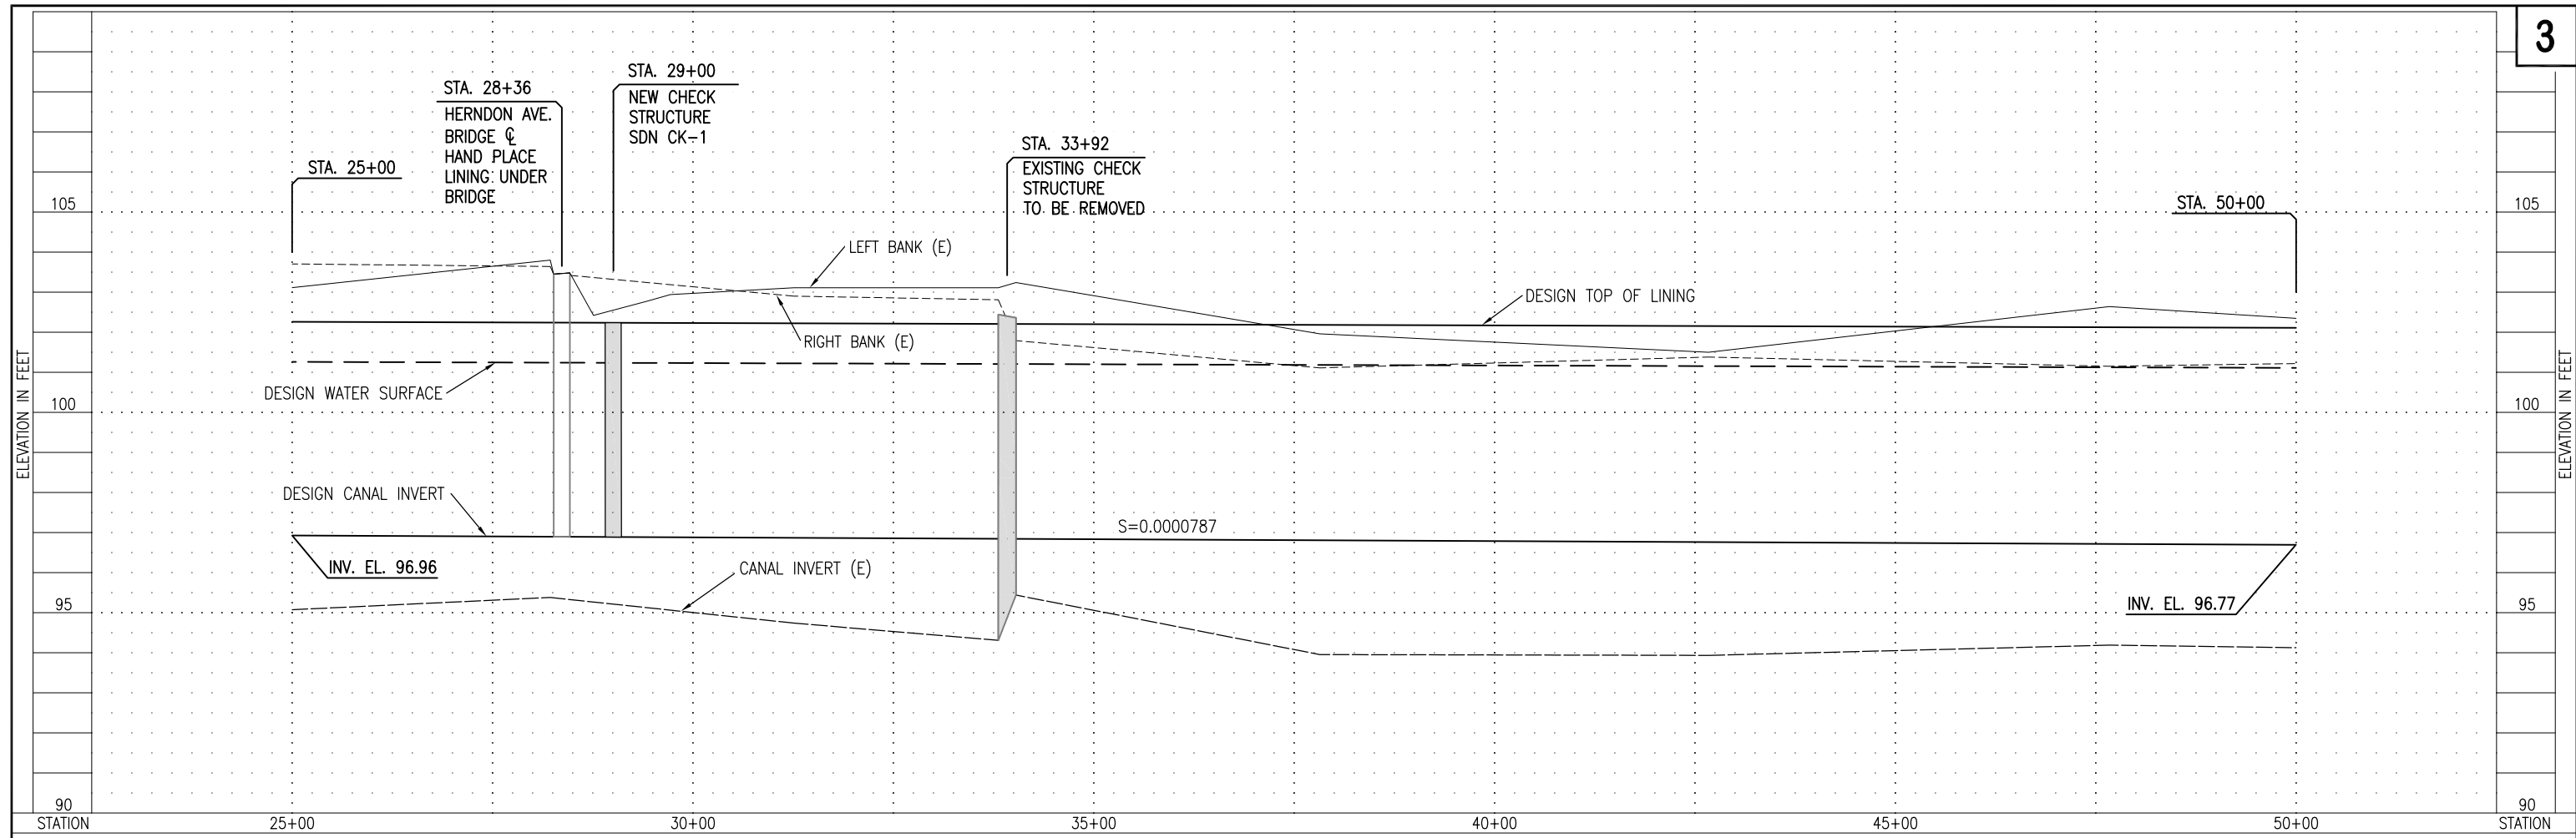 3
STA. 28+36
HERNDON AVE.
BRIDGE ℄
HAND PLACE
LINING UNDER
BRIDGE
STA. 29+00
NEW CHECK
STRUCTURE
SDN CK-1
STA. 25+00
STA. 33+92
EXISTING CHECK
STRUCTURE
TO BE REMOVED
STA. 50+00
105
105
LEFT BANK (E)
DESIGN TOP OF LINING
RIGHT BANK (E)
DESIGN WATER SURFACE
ELEVATION IN FEET
ELEVATION IN FEET
100
100
DESIGN CANAL INVERT
S=0.0000787
INV. EL. 96.96
CANAL INVERT (E)
INV. EL. 96.77
95
95
90
90
STATION
25+00
30+00
35+00
40+00
45+00
50+00
STATION